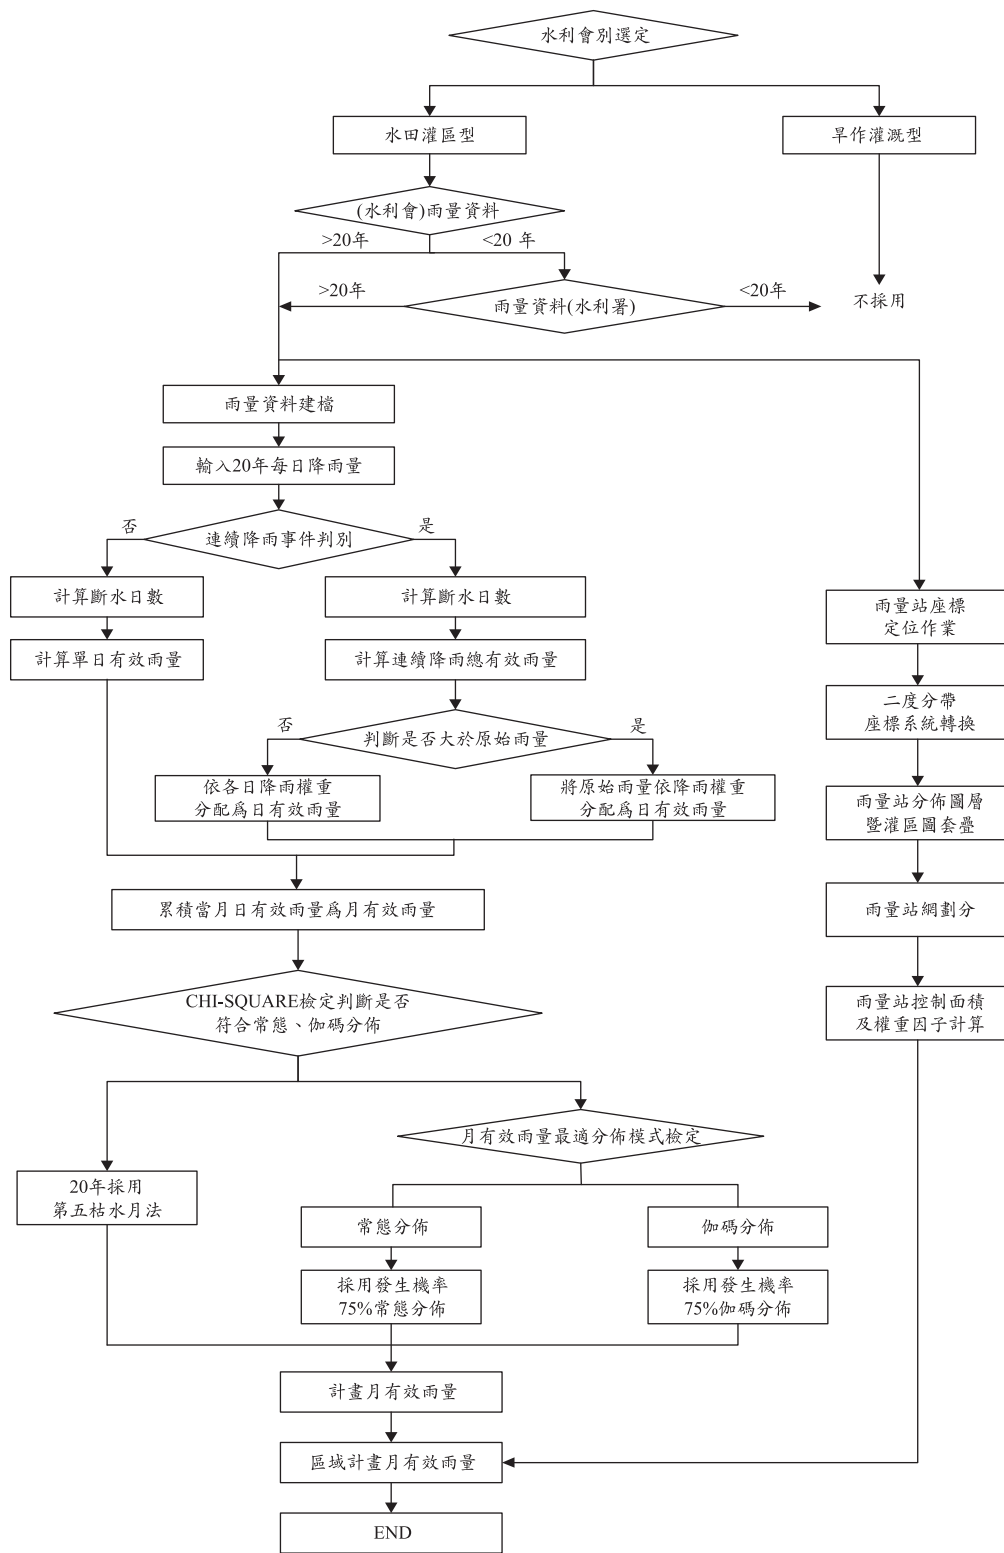 水利會別選定
水田灌區型
旱作灌溉型
(水利會)雨量資料
>20年
<20 年
>20年
雨量資料(水利署)
<20年
不採用
雨量資料建檔
輸入20年每日降雨量
否
連續降雨事件判別
是
計算斷水日數
計算斷水日數
雨量站座標
定位作業
計算單日有效雨量
計算連續降雨總有效雨量
二度分帶
座標系統轉換
否
判斷是否大於原始雨量
是
依各日降雨權重
分配爲日有效雨量
將原始雨量依降雨權重
分配爲日有效雨量
雨量站分佈圖層
暨灌區圖套疊
累積當月日有效雨量爲月有效雨量
雨量站網劃分
CHI-SQUARE檢定判斷是否
符合常態、伽碼分佈
雨量站控制面積
及權重因子計算
月有效雨量最適分佈模式檢定
20年採用
第五枯水月法
常態分佈
伽碼分佈
採用發生機率
75%常態分佈
採用發生機率
75%伽碼分佈
計畫月有效雨量
區域計畫月有效雨量
END